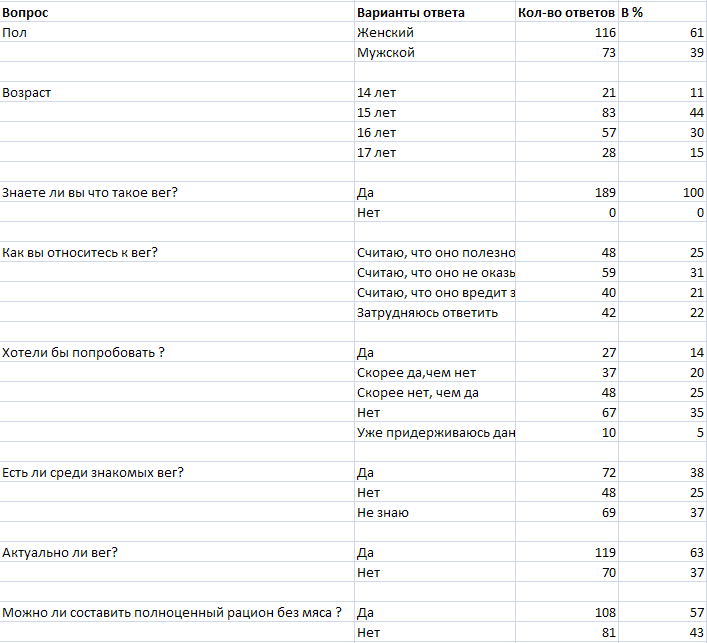 Вопрос Варианты ответа Кол-во ответов В %
Пол Женский 116 61
Мужской 73 39
Возраст 14 лет 21 11
15 лет 83 44
16 лет 57 30
17 лет 28 15
Знаете ли вы что такое вег? Да 189 100
Нет 0 0
Как вы относитесь к вег? Считаю, что оно полезно 48 25
Считаю, что оно не оказь 59 31
Считаю, что оно вредит з 40 21
Затрудняюсь ответить 42 22
Хотели бы попробовать ? Да 27 14
Скорее да,чем нет 37 20
Скорее нет, чем да 48 25
Нет 67 35
Уже придерживаюсь дан 10 5
Есть ли среди знакомых вег? Да 72 38
Нет 48 25
Не знаю 69 37
Актуально ли вег? Да 119 63
Нет 70 37
Можно ли составить полноценный рацион без мяса ? Да 108 57
Нет 81 43